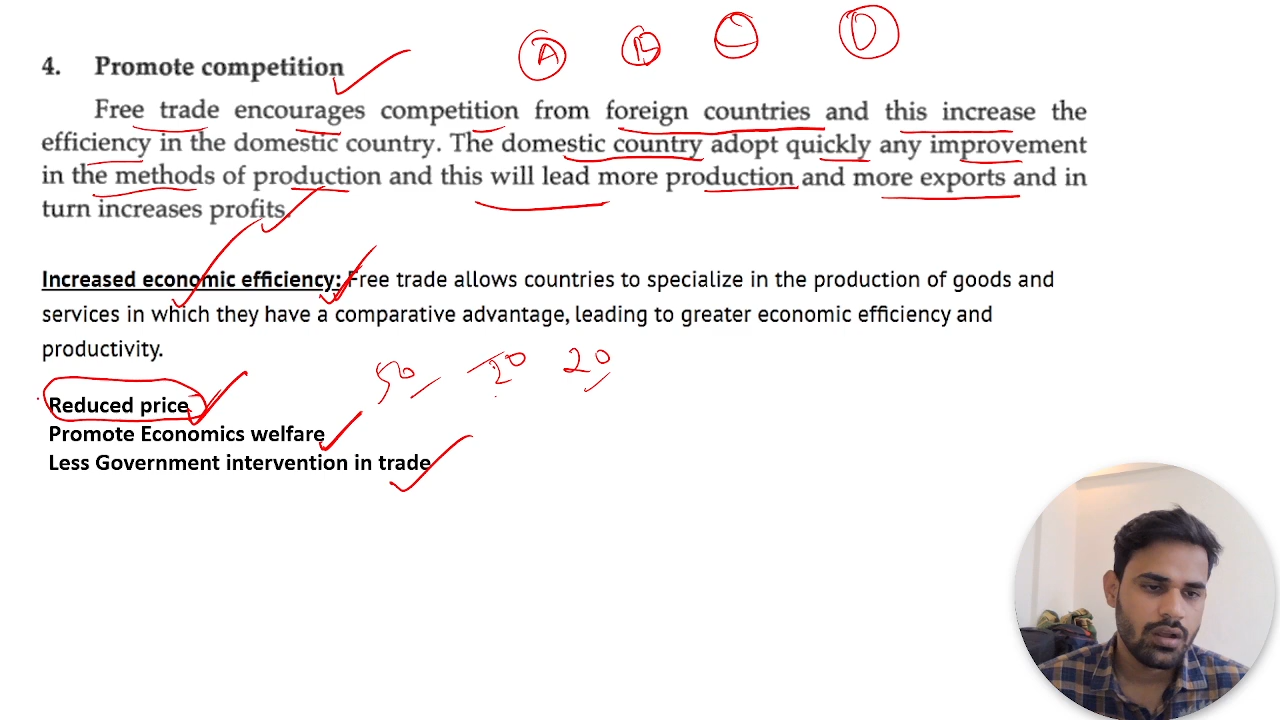 A B D
4. Promote competition
Free trade encourages competition from foreign countries and this increase the
efficiency in the domestic country. The domestic country adopt quickly any improvement
in the methods of production and this will lead more production and more exports and in
turn increases profits.
Increased economic efficiency: Free trade allows countries to specialize in the production of goods and
services in which they have a comparative advantage, leading to greater economic efficiency and
productivity.
50 20 20
Reduced price
Promote Economics welfare
Less Government intervention in trade